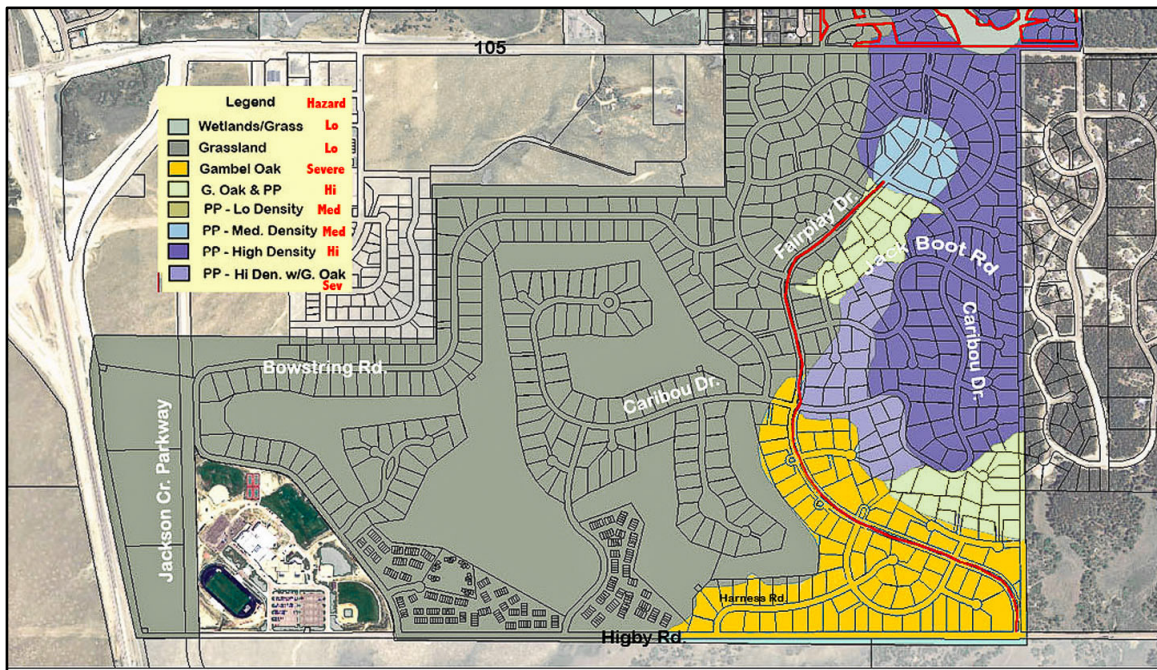 105
Legend Hazard
Wetlands/Grass Lo
Grassland Lo
Gambel Oak Severe
G. Oak & PP Hi
PP - Lo Density Med
PP - Med. Density Med
PP - High Density Hi
PP - Hi Den. w/G. Oak
Sev
Fairplay Dr.
Jack Boot Rd
Caribou Dr.
Bowstring Rd.
Caribou Dr.
Jackson Cr. Parkway
Harness Rd.
Higby Rd.